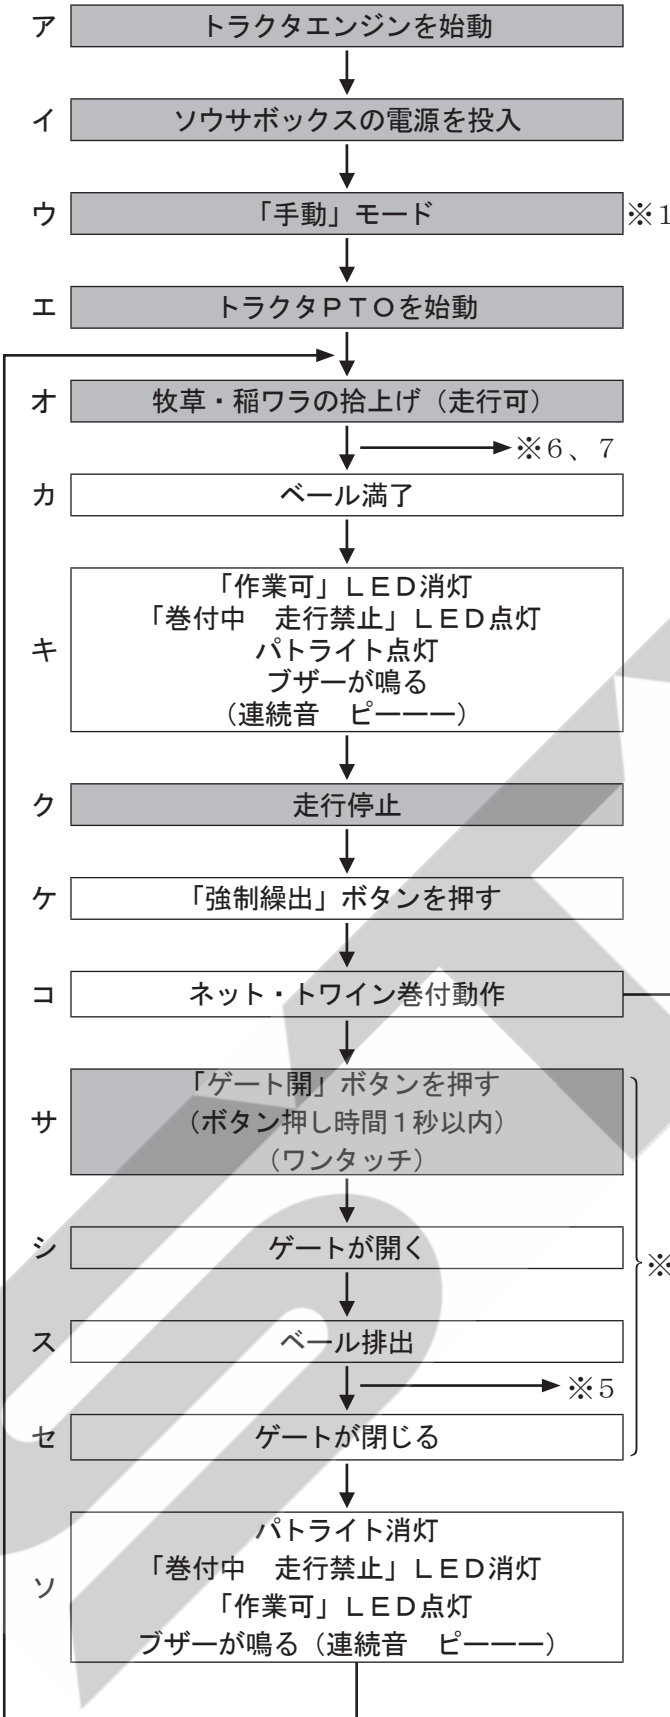 ア トラクタエンジンを始動
イ ソウサボックスの電源を投入
ウ 「手動」モード ※1
エ トラクタPTOを始動
オ 牧草・稲ワラの拾上げ（走行可）
※6、7
カ ベール満了
キ 「作業可」LED消灯
「巻付中　走行禁止」LED点灯
パトライト点灯
ブザーが鳴る
（連続音　ピーーー）
ク 走行停止
ケ 「強制繰出」ボタンを押す
コ ネット・トワイン巻付動作
サ 「ゲート開」ボタンを押す
（ボタン押し時間1秒以内）
（ワンタッチ）
シ ゲートが開く
※
ス ベール排出
※5
セ ゲートが閉じる
ソ パトライト消灯
「巻付中　走行禁止」LED消灯
「作業可」LED点灯
ブザーが鳴る（連続音　ピーーー）